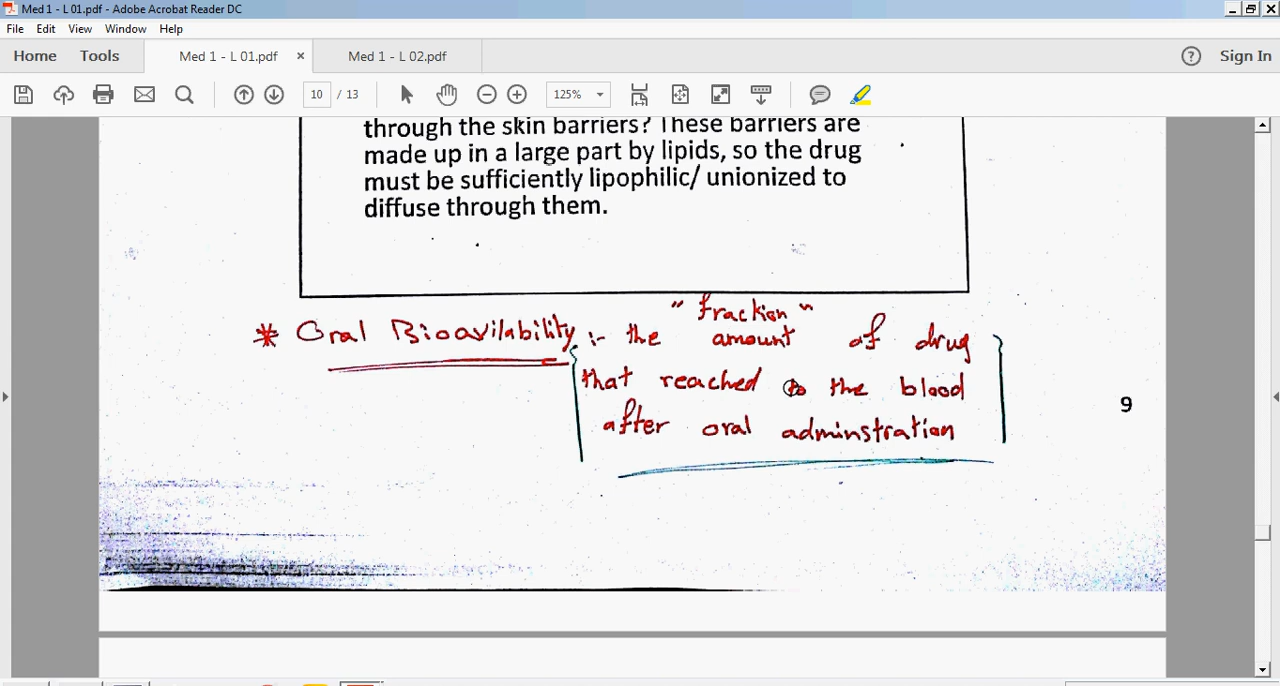 Med 1 - L 01.pdf - Adobe Acrobat Reader DC
File Edit View Window Help
Home Tools Med 1 - L 01.pdf × Med 1 - L 02.pdf ? Sign In
10 / 13 125%
through the skin barriers? These barriers are
made up in a large part by lipids, so the drug
must be sufficiently lipophilic/ unionized to
diffuse through them.
"fraction"
* Oral Bioavilability :- the amount of drug
that reached to the blood
after oral adminstration
9